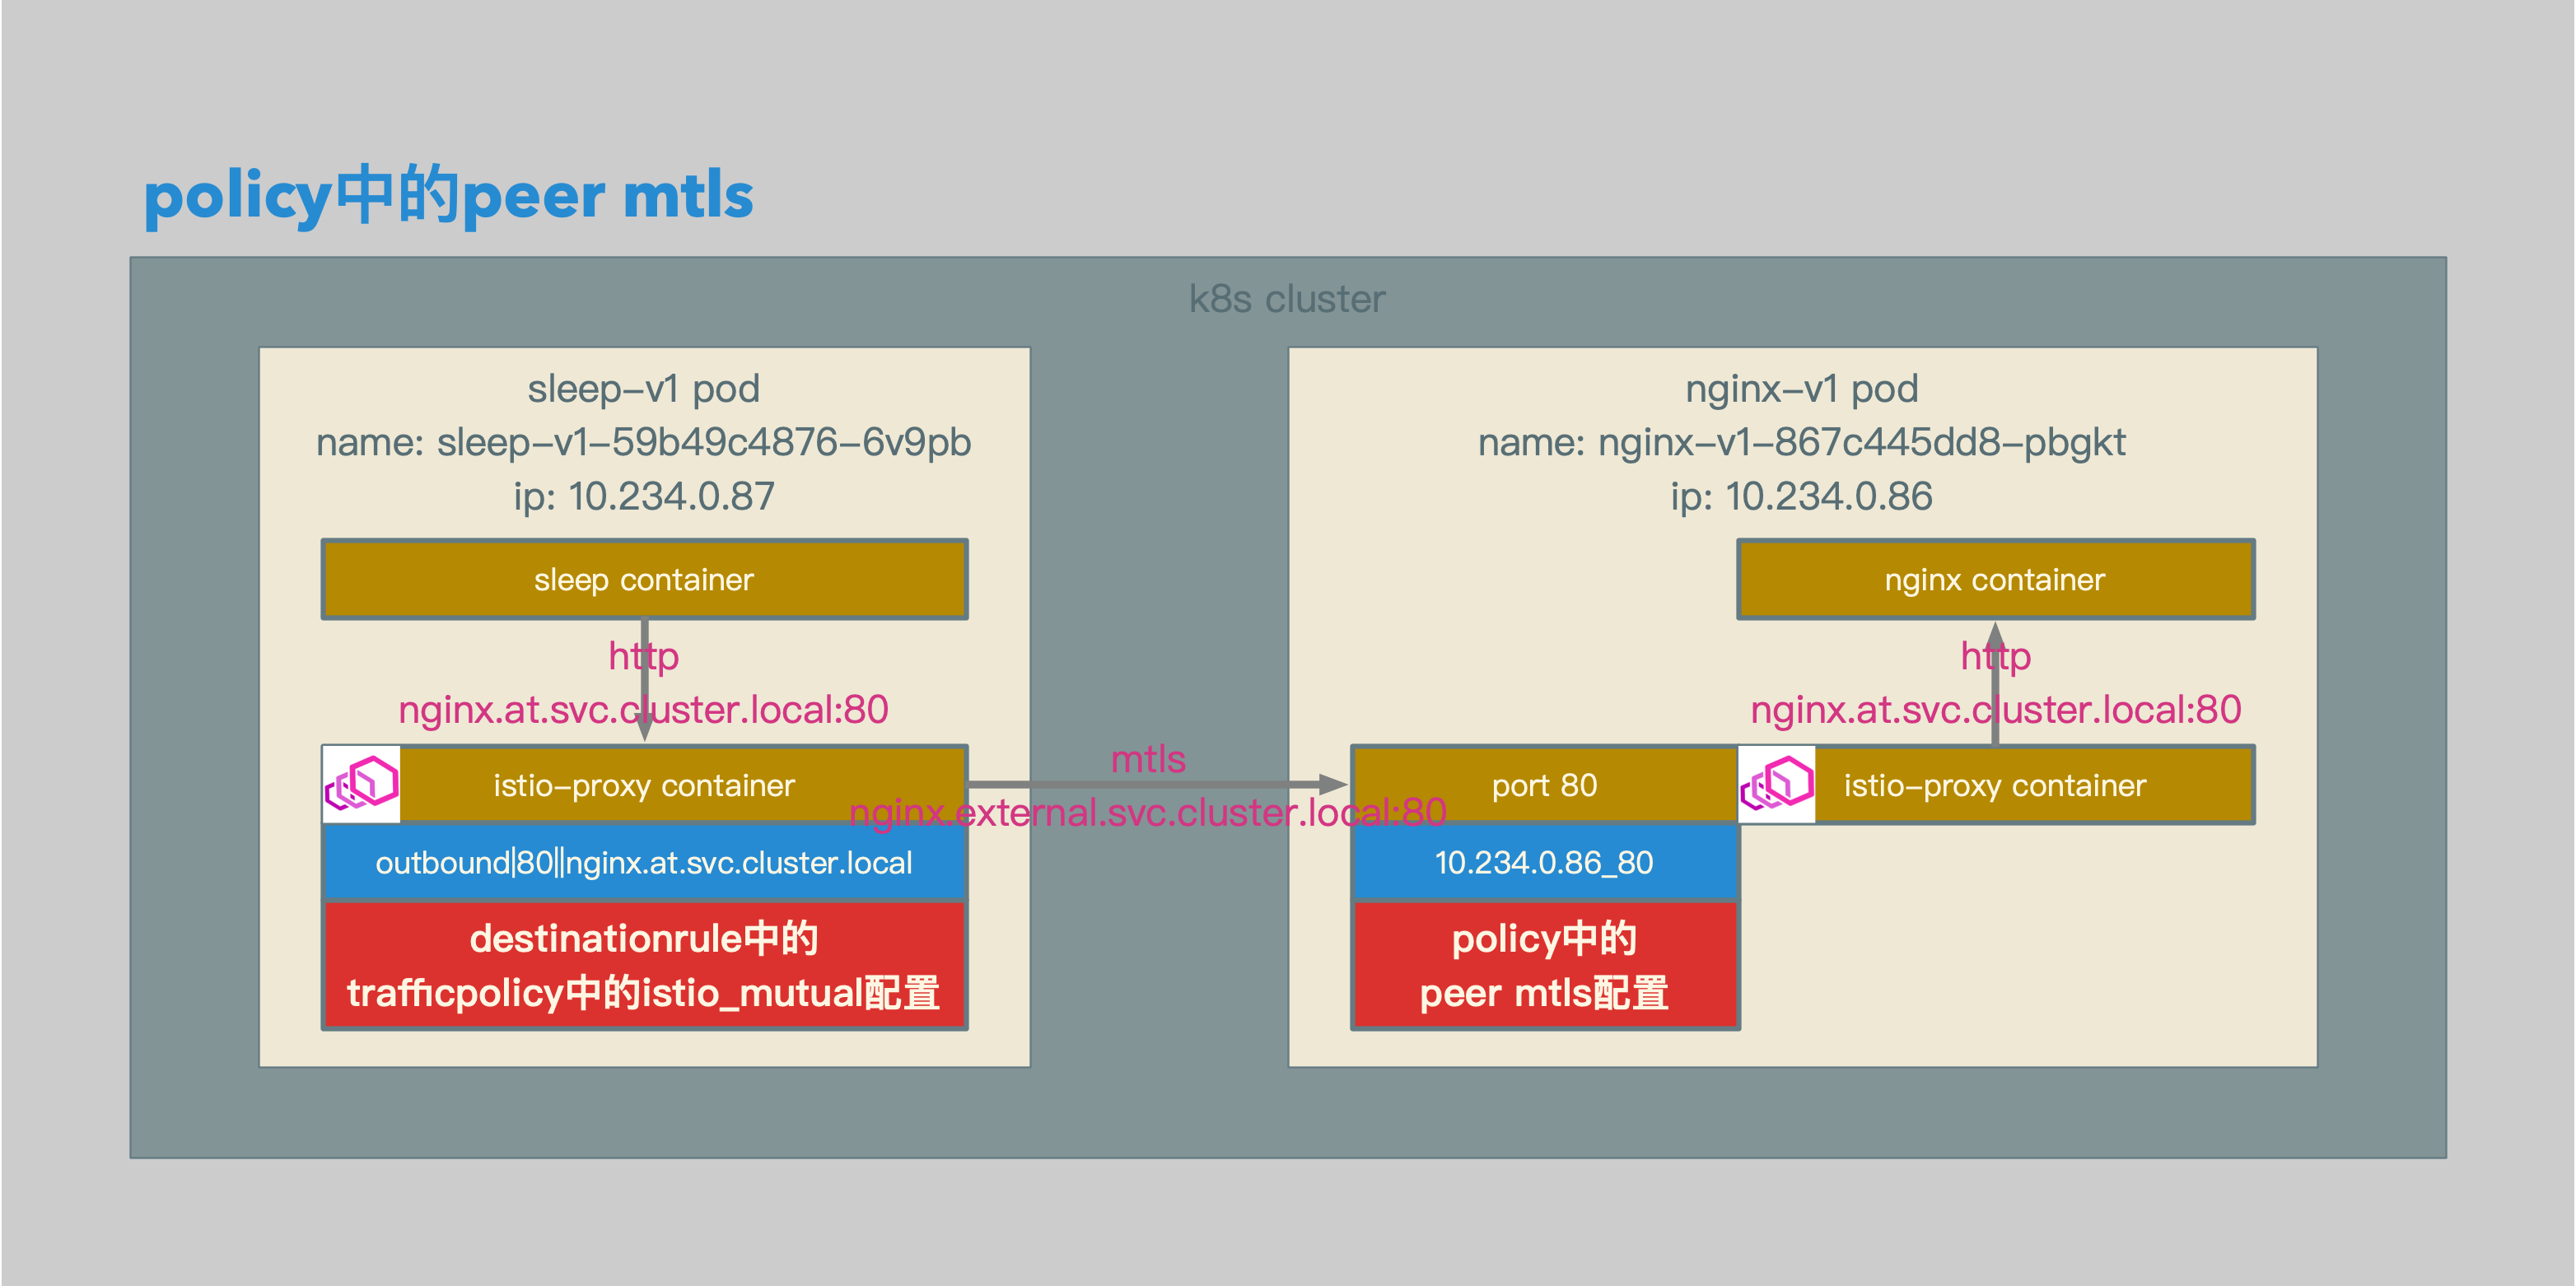 policy中的peer mtls
k8s cluster
sleep-v1 pod
name: sleep-v1-59b49c4876-6v9pb
ip: 10.234.0.87
sleep container
http
nginx.at.svc.cluster.local:80
istio-proxy container
outbound|80||nginx.at.svc.cluster.local
destinationrule中的
trafficpolicy中的istio_mutual配置
mtls
nginx.external.svc.cluster.local:80
nginx-v1 pod
name: nginx-v1-867c445dd8-pbgkt
ip: 10.234.0.86
nginx container
http
nginx.at.svc.cluster.local:80
port 80
istio-proxy container
10.234.0.86_80
policy中的
peer mtls配置